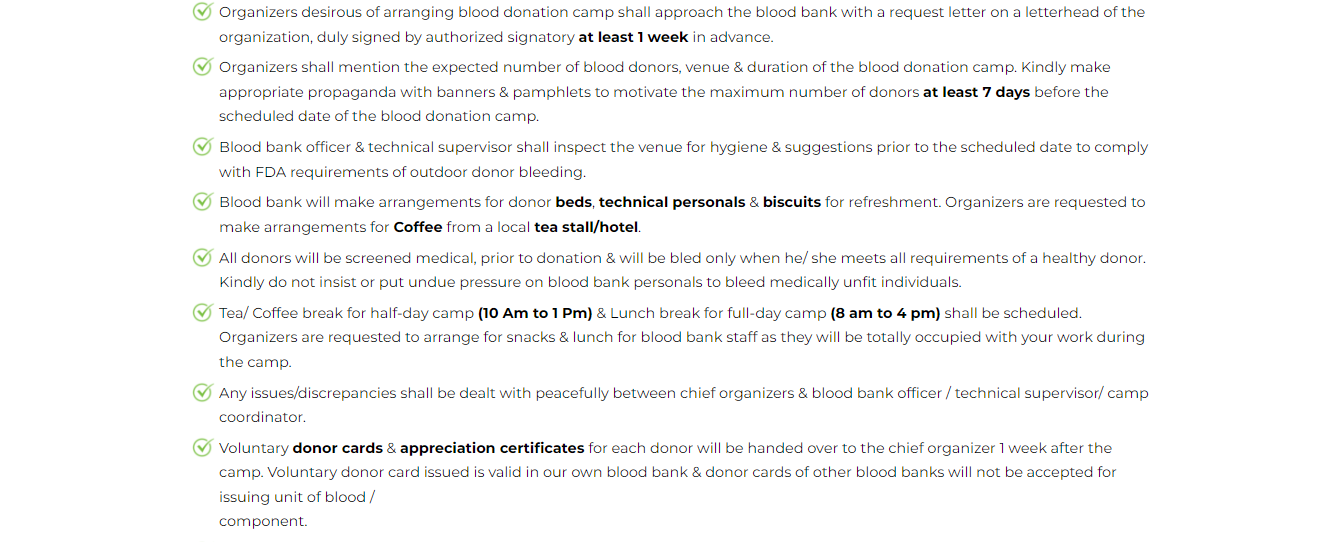 Organizers desirous of arranging blood donation camp shall approach the blood bank with a request letter on a letterhead of the
organization, duly signed by authorized signatory at least 1 week in advance.
Organizers shall mention the expected number of blood donors, venue & duration of the blood donation camp. Kindly make
appropriate propaganda with banners & pamphlets to motivate the maximum number of donors at least 7 days before the
scheduled date of the blood donation camp.
Blood bank officer & technical supervisor shall inspect the venue for hygiene & suggestions prior to the scheduled date to comply
with FDA requirements of outdoor donor bleeding.
Blood bank will make arrangements for donor beds, technical personals & biscuits for refreshment. Organizers are requested to
make arrangements for Coffee from a local tea stall/hotel.
All donors will be screened medical, prior to donation & will be bled only when he/ she meets all requirements of a healthy donor.
Kindly do not insist or put undue pressure on blood bank personals to bleed medically unfit individuals.
Tea/ Coffee break for half-day camp (10 Am to 1 Pm) & Lunch break for full-day camp (8 am to 4 pm) shall be scheduled.
Organizers are requested to arrange for snacks & lunch for blood bank staff as they will be totally occupied with your work during
the camp.
Any issues/discrepancies shall be dealt with peacefully between chief organizers & blood bank officer / technical supervisor/ camp
coordinator.
Voluntary donor cards & appreciation certificates for each donor will be handed over to the chief organizer 1 week after the
camp. Voluntary donor card issued is valid in our own blood bank & donor cards of other blood banks will not be accepted for
issuing unit of blood /
component.